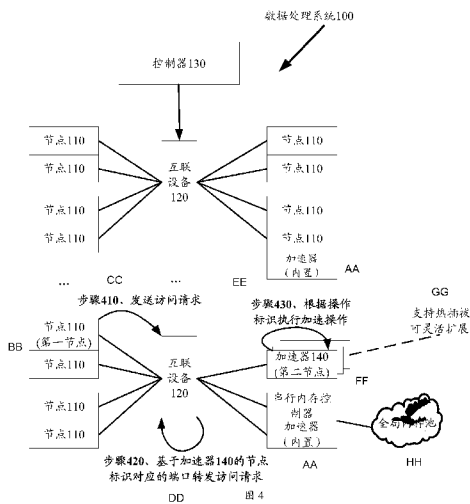 数据处理系统100
控制器130
节点110
节点110
节点110
节点110
互联
设备
120
节点110
节点110
节点110
节点110
加速器
(内置)
AA
...
CC
...
EE
步骤410、发送访问请求
步骤430、根据操作
标识执行加速操作
GG
支持热插拔
可灵活扩展
BB
节点110
(第一节点)
节点110
节点110
节点110
互联
设备
120
加速器140
(第二节点)
FF
串行内存控
制器
加速器
(内置)
AA
全局内存池
HH
步骤420、基于加速器140的节点
标识对应的端口转发访问请求
DD
图4